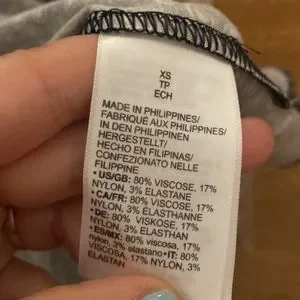 XS
TP
ECH
MADE IN PHILIPPINES/
FABRIQUÉ AUX PHILIPPINES/
IN DEN PHILIPPINEN
HERGESTELLT/
HECHO EN FILIPINAS/
CONFEZIONATO NELLE
FILIPPINE
• US/GB: 80% VISCOSE, 17%
NYLON, 3% ELASTANE
• CA/FR: 80% VISCOSE, 17%
NYLON, 3% ÉLASTHANNE
• DE: 80% VISKOSE, 17%
NYLON, 3% ELASTHAN
• ES/MX: 80% viscosa, 17%
nylon, 3% elastano • IT: 80%
VISCOSA, 17% NYLON, 3%
ELASTAN